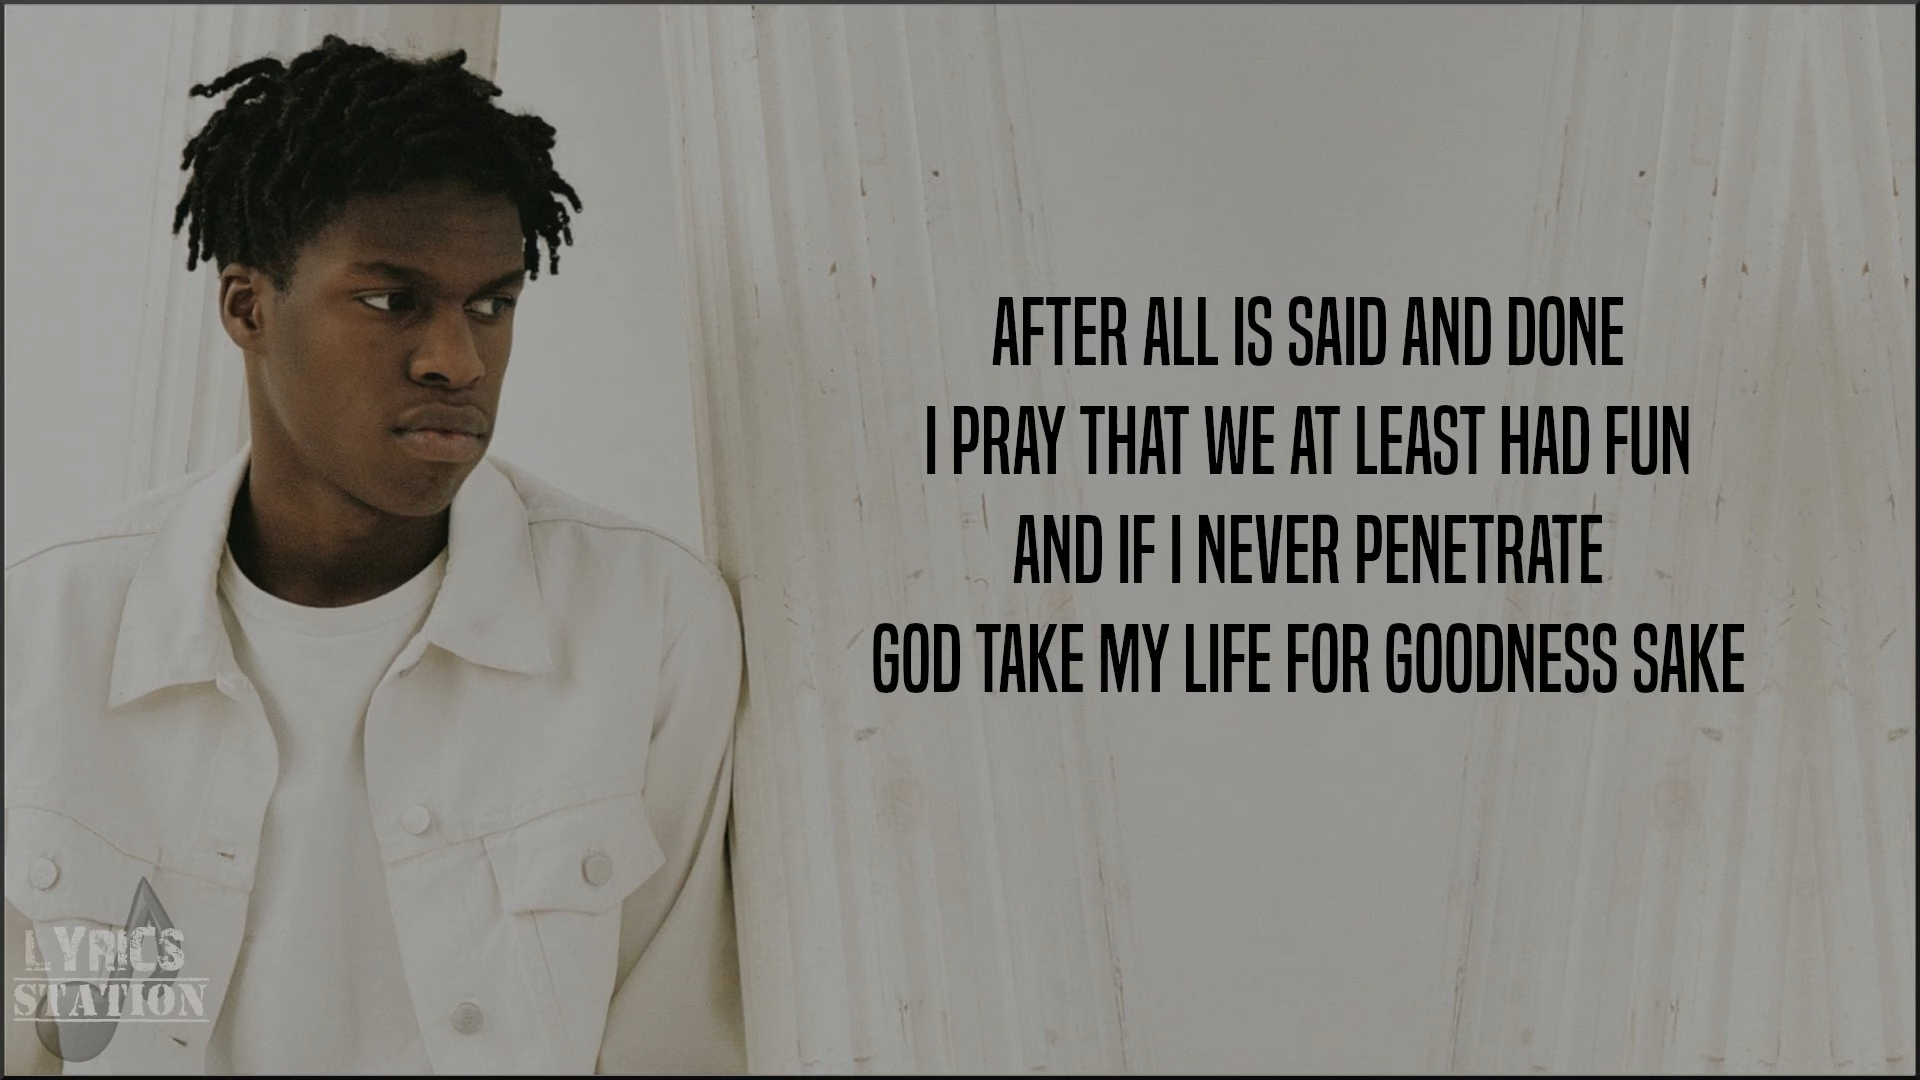 AFTER ALL IS SAID AND DONE
I PRAY THAT WE AT LEAST HAD FUN
AND IF I NEVER PENETRATE
GOD TAKE MY LIFE FOR GOODNESS SAKE
LYRICS
STATION